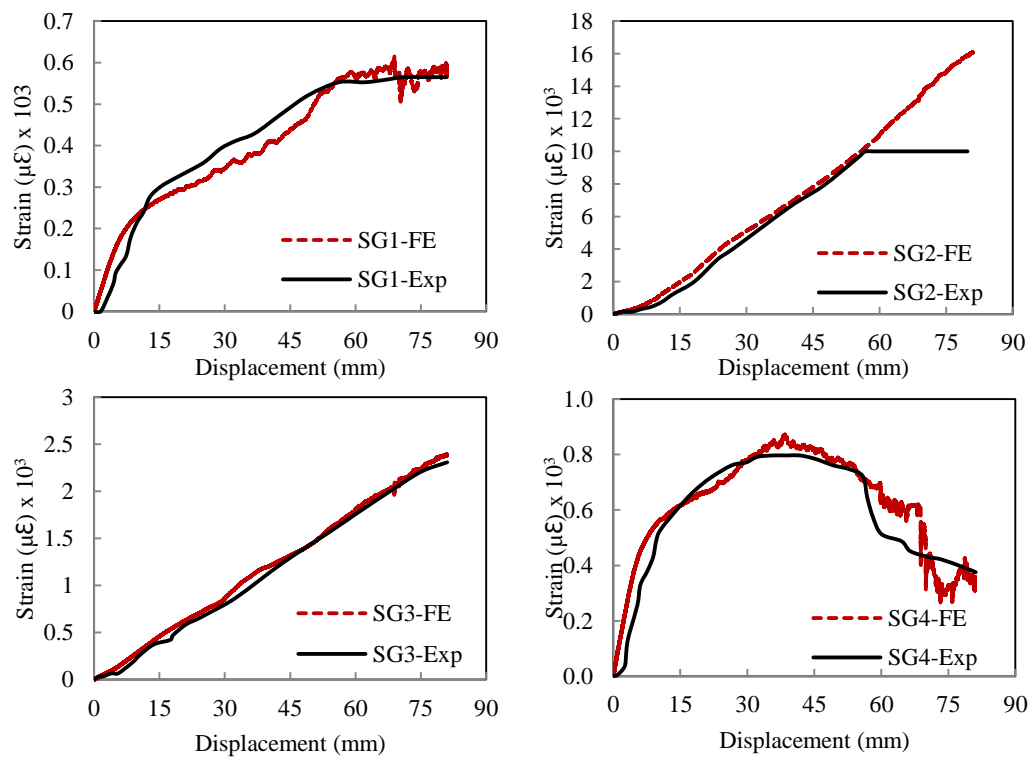 0.7
0.6
0.5
0.4
0.3
0.2
0.1
0
Strain (µƐ) x 103
SG1-FE
SG1-Exp
0 15 30 45 60 75 90
Displacement (mm)
18
16
14
12
10
8
6
4
2
0
Strain (µƐ) x 10³
SG2-FE
SG2-Exp
0 15 30 45 60 75 90
Displacement (mm)
3
2.5
2
1.5
1
0.5
0
Strain (µƐ) x 10³
SG3-FE
SG3-Exp
0 15 30 45 60 75 90
Displacement (mm)
1.0
0.8
0.6
0.4
0.2
0.0
Strain (µƐ) x 10³
SG4-FE
SG4-Exp
0 15 30 45 60 75 90
Displacement (mm)